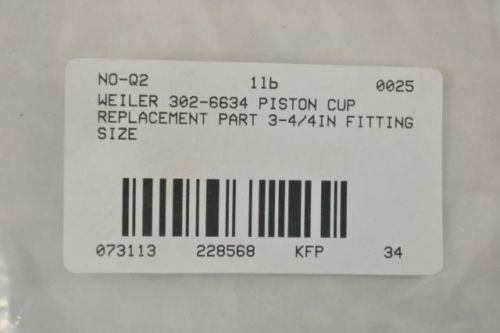 NO-Q2 1lb 0025
WEILER 302-6634 PISTON CUP
REPLACEMENT PART 3-4/4IN FITTING
SIZE
073113 228568 KFP 34